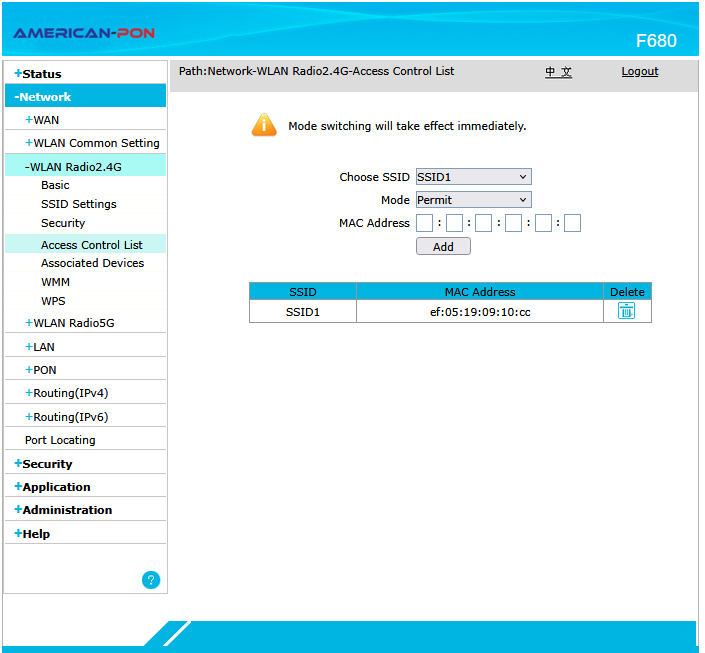 AMERICAN-PON
F680
Path:Network-WLAN Radio2.4G-Access Control List
中 文
Logout
+Status
-Network
+WAN
+WLAN Common Setting
-WLAN Radio2.4G
Basic
SSID Settings
Security
Access Control List
Associated Devices
WMM
WPS
+WLAN Radio5G
+LAN
+PON
+Routing(IPv4)
+Routing(IPv6)
Port Locating
+Security
+Application
+Administration
+Help
?
Mode switching will take effect immediately.
Choose SSID SSID1
Mode Permit
MAC Address : : : : :
Add
SSID MAC Address Delete
SSID1 ef:05:19:09:10:cc